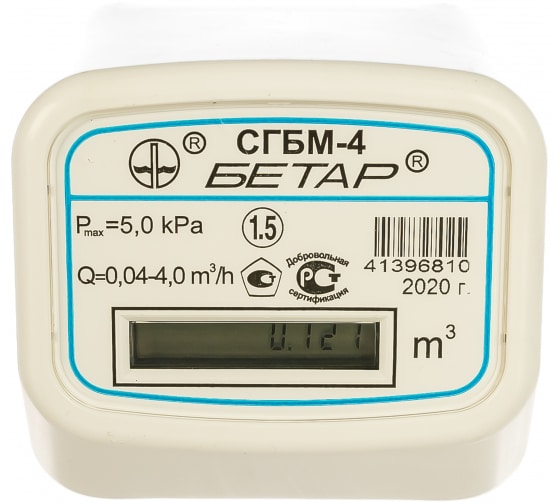 ® СГБМ-4
БЕТАР®
Pmax=5,0 kPa
1.5
41396810
2020 г.
Q=0,04-4,0 m³/h
Добровольная
РСТ
сертификация
0.121 m³